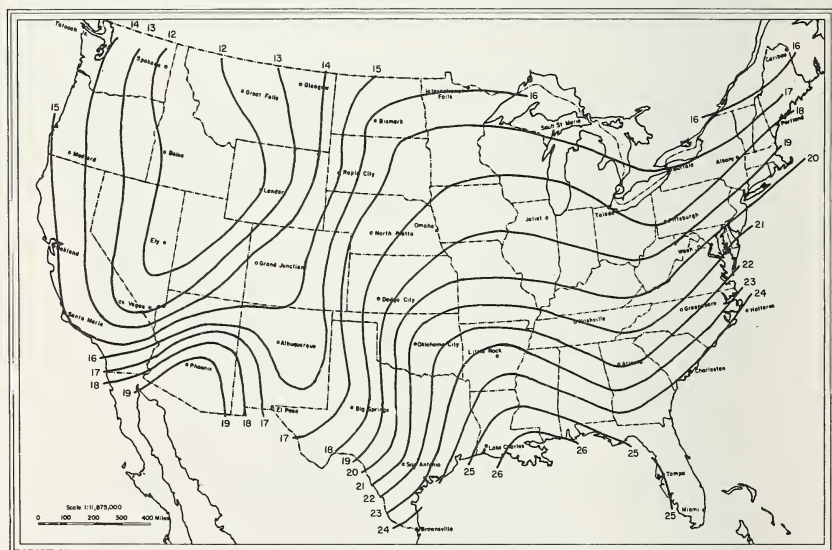 14
13
12
12
13
14
15
16
Tatoosh
Spokane
Great Falls
Glasgow
International Falls
Caribou
16
17
16
18
Portland
15
Bismark
Sault St Marie
Medford
Boise
Lander
Rapid City
Buffalo
Albany
19
20
Ely
North Platte
Omaha
Joliet
Toledo
Pittsburgh
21
Oakland
Grand Junction
Wash D.C.
22
Las Vegas
Dodge City
23
24
Santa Maria
Nashville
Greensboro
Hatteras
Albuquerque
Oklahoma City
Little Rock
16
17
18
Phoenix
Atlanta
Charleston
19
19
18
17
El Paso
Big Springs
17
18
19
20
San Antonio
Lake Charles
21
22
25
26
26
25
Tampa
23
24
Brownsville
25
Miami
Scale 1:11,875,000
0 100 200 300 400 Miles